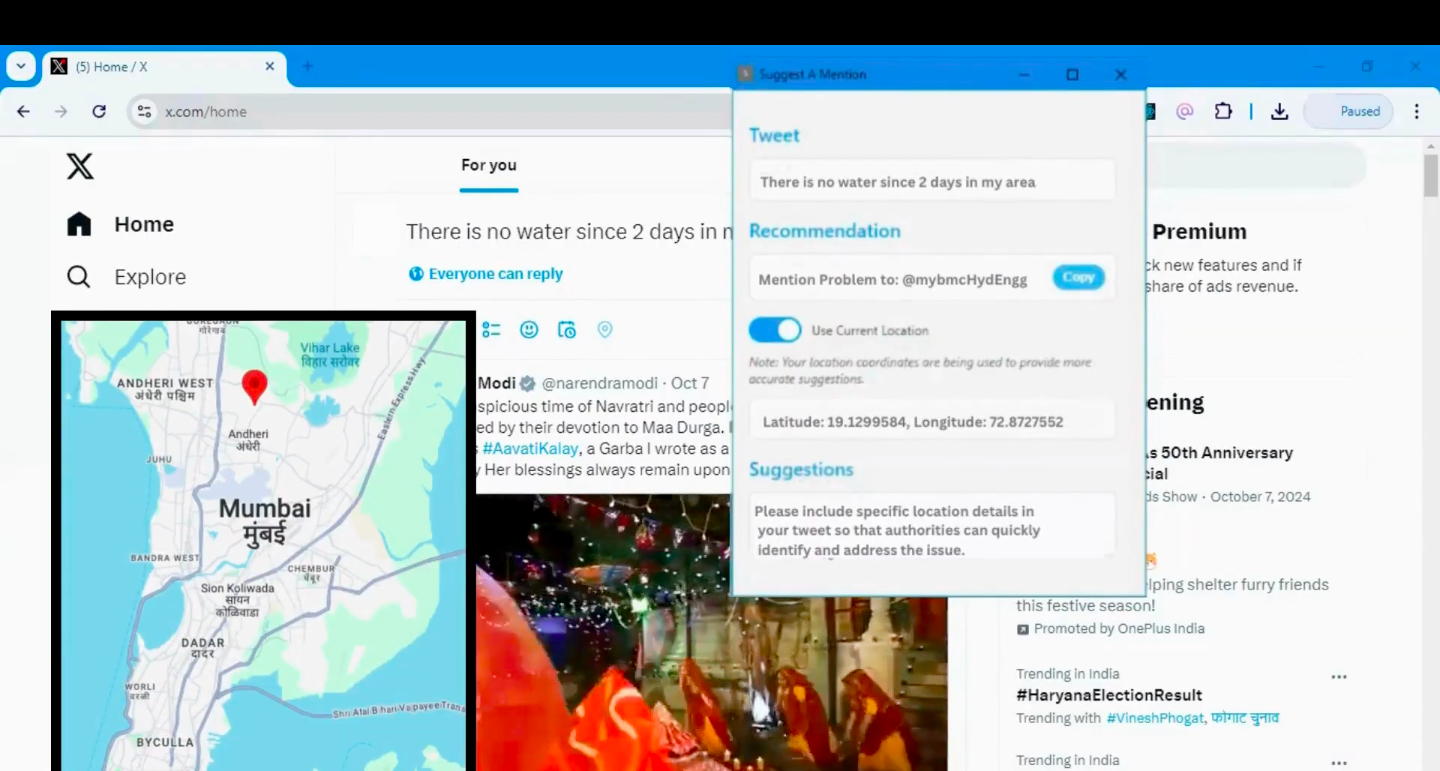 (5) Home / X
x.com/home
Paused
X
Home
Explore
For you
There is no water since 2 days in
Everyone can reply
Modi @narendramodi · Oct 7
spicious time of Navratri and peopl
ed by their devotion to Maa Durga.
#AavatiKalay, a Garba I wrote as a
Her blessings always remain upon
Suggest A Mention
Tweet
There is no water since 2 days in my area
Recommendation
Mention Problem to: @mybmcHydEngg
Copy
Use Current Location
Note: Your location coordinates are being used to provide more
accurate suggestions.
Latitude: 19.1299584, Longitude: 72.8727552
Suggestions
Please include specific location details in
your tweet so that authorities can quickly
identify and address the issue.
Premium
ck new features and if
share of ads revenue.
ening
As 50th Anniversary
cial
ds Show · October 7, 2024
lping shelter furry friends
this festive season!
Promoted by OnePlus India
Trending in India
#HaryanaElectionResult
Trending with #VineshPhogat, फोगाट चुनाव
Trending in India
गोरेगाव
Vihar Lake
विहार सरोवर
ANDHERI WEST
अंधेरी पश्चिम
Eastern Express Hwy
Andheri
अंधेरी
JUHU
Mumbai
मुंबई
BANDRA WEST
CHEMBUR
चेंबूर
Sion Koliwada
सायन
कोळिवाडा
DADAR
दादर
WORLI
वरळी
Shri Atal Bihari Vajpayee Trans
BYCULLA